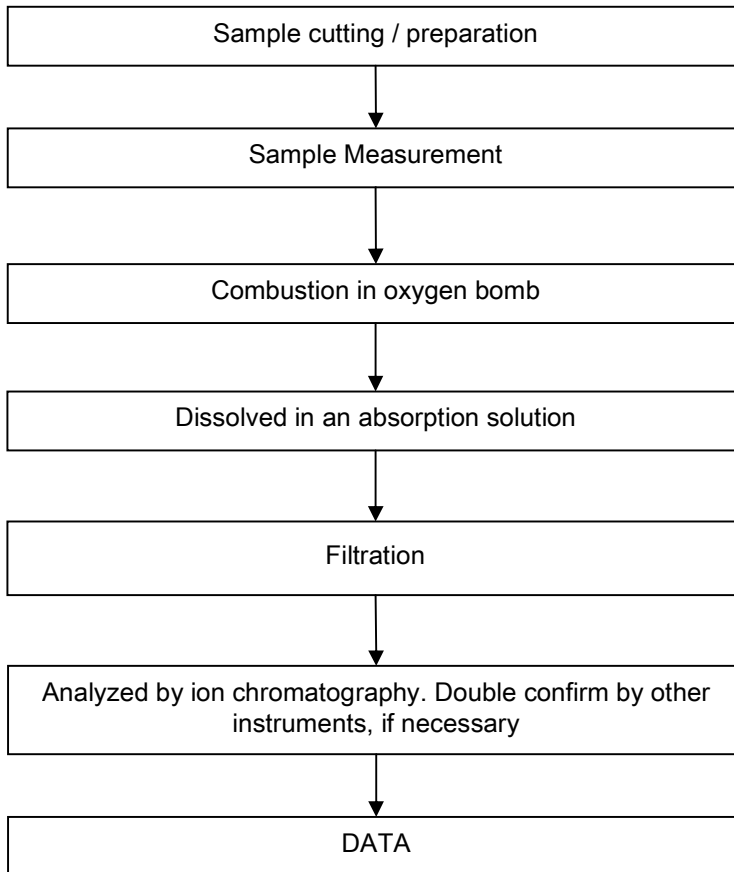 Sample cutting / preparation
Sample Measurement
Combustion in oxygen bomb
Dissolved in an absorption solution
Filtration
Analyzed by ion chromatography. Double confirm by other
instruments, if necessary
DATA